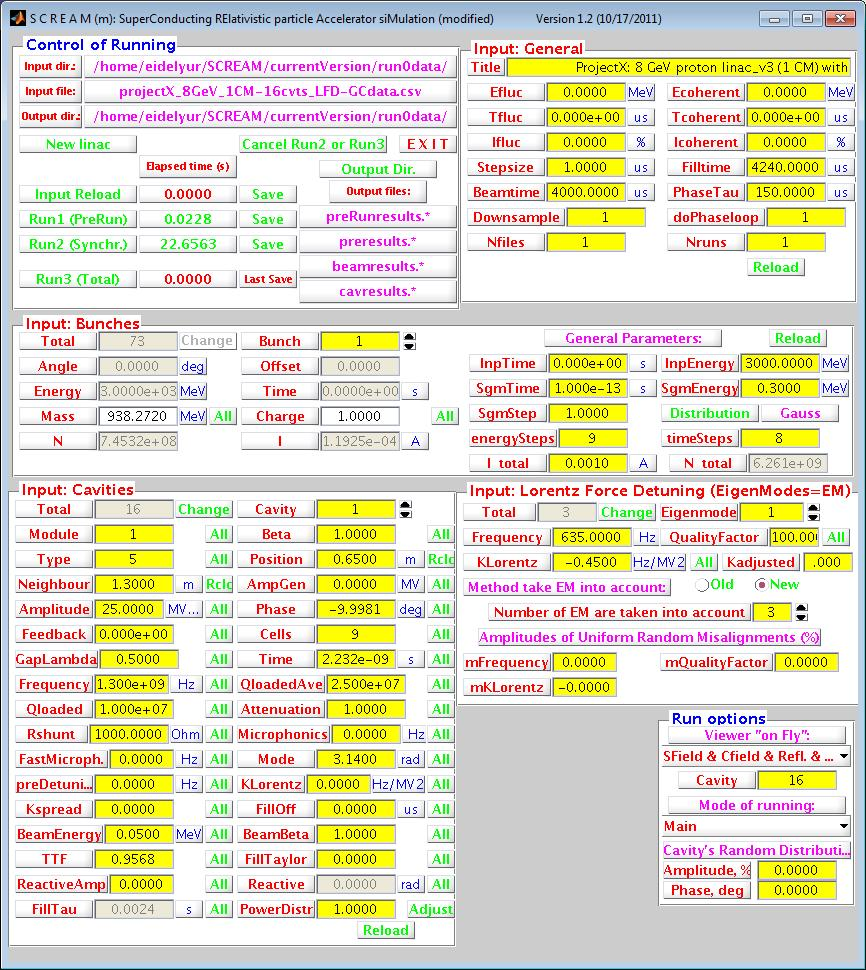 S C R E A M (m): SuperConducting RElativistic particle Accelerator siMulation (modified) Version 1.2 (10/17/2011)
Control of Running
Input dir.: /home/eidelyur/SCREAM/currentVersion/run0data/
Input file: projectX_8GeV_1CM-16cvts_LFD-GCdata.csv
Output dir.: /home/eidelyur/SCREAM/currentVersion/run0data/
New linac Cancel Run2 or Run3 E X I T
Elapsed time (s) Output Dir.
Input Reload 0.0000 Save Output files:
Run1 (PreRun) 0.0228 Save preRunresults.*
Run2 (Synchr.) 22.6563 Save preresults.*
beamresults.*
Run3 (Total) 0.0000 Last Save
cavresults.*
Input: General
Title ProjectX: 8 GeV proton linac_v3 (1 CM) with
Efluc 0.0000 MeV Ecoherent 0.0000 MeV
Tfluc 0.000e+00 us Tcoherent 0.000e+00 us
Ifluc 0.0000 % Icoherent 0.0000 %
Stepsize 1.0000 us Filltime 4240.0000 us
Beamtime 4000.0000 us PhaseTau 150.0000 us
Downsample 1 doPhaseloop 1
Nfiles 1 Nruns 1
Reload
Input: Bunches
Total 73 Change Bunch 1
Angle 0.0000 deg Offset 0.0000
Energy 3.0000e+03 MeV Time 0.0000e+00 s
Mass 938.2720 MeV All Charge 1.0000 All
N 7.4532e+08 I 1.1925e-04 A
General Parameters: Reload
InpTime 0.000e+00 s InpEnergy 3000.0000 MeV
SgmTime 1.000e-13 s SgmEnergy 0.3000 MeV
SgmStep 1.0000 Distribution Gauss
energySteps 9 timeSteps 8
I total 0.0010 A N total 6.261e+09
Input: Cavities
Total 16 Change Cavity 1
Module 1 All Beta 1.0000 All
Type 5 All Position 0.6500 m Rclc
Neighbour 1.3000 m Rclc AmpGen 0.0000 MV All
Amplitude 25.0000 MV... All Phase −9.9981 deg All
Feedback 0.000e+00 All Cells 9 All
GapLambda 0.5000 All Time 2.232e-09 s All
Frequency 1.300e+09 Hz All QloadedAve 2.500e+07 All
Qloaded 1.000e+07 All Attenuation 1.0000 All
Rshunt 1000.0000 Ohm All Microphonics 0.0000 Hz All
FastMicroph. 0.0000 Hz All Mode 3.1400 rad All
preDetuni... 0.0000 Hz All KLorentz 0.0000 Hz/MV2 All
Kspread 0.0000 All FillOff 0.0000 us All
BeamEnergy 0.0500 MeV All BeamBeta 1.0000 All
TTF 0.9568 All FillTaylor 0.0000 All
ReactiveAmp 0.0000 All Reactive 0.0000 rad All
FillTau 0.0024 s All PowerDistr 1.0000 Adjust
Reload
Input: Lorentz Force Detuning (EigenModes=EM)
Total 3 Change Eigenmode 1
Frequency 635.0000 Hz QualityFactor 100.00 All
KLorentz −0.4500 Hz/MV2 All Kadjusted .000
Method take EM into account: Old New
Number of EM are taken into account 3
Amplitudes of Uniform Random Misalignments (%)
mFrequency 0.0000 mQualityFactor 0.0000
mKLorentz −0.0000
Run options
Viewer "on Fly":
SField & Cfield & Refl. & ...
Cavity 16
Mode of running:
Main
Cavity's Random Distributi...
Amplitude, % 0.0000
Phase, deg 0.0000